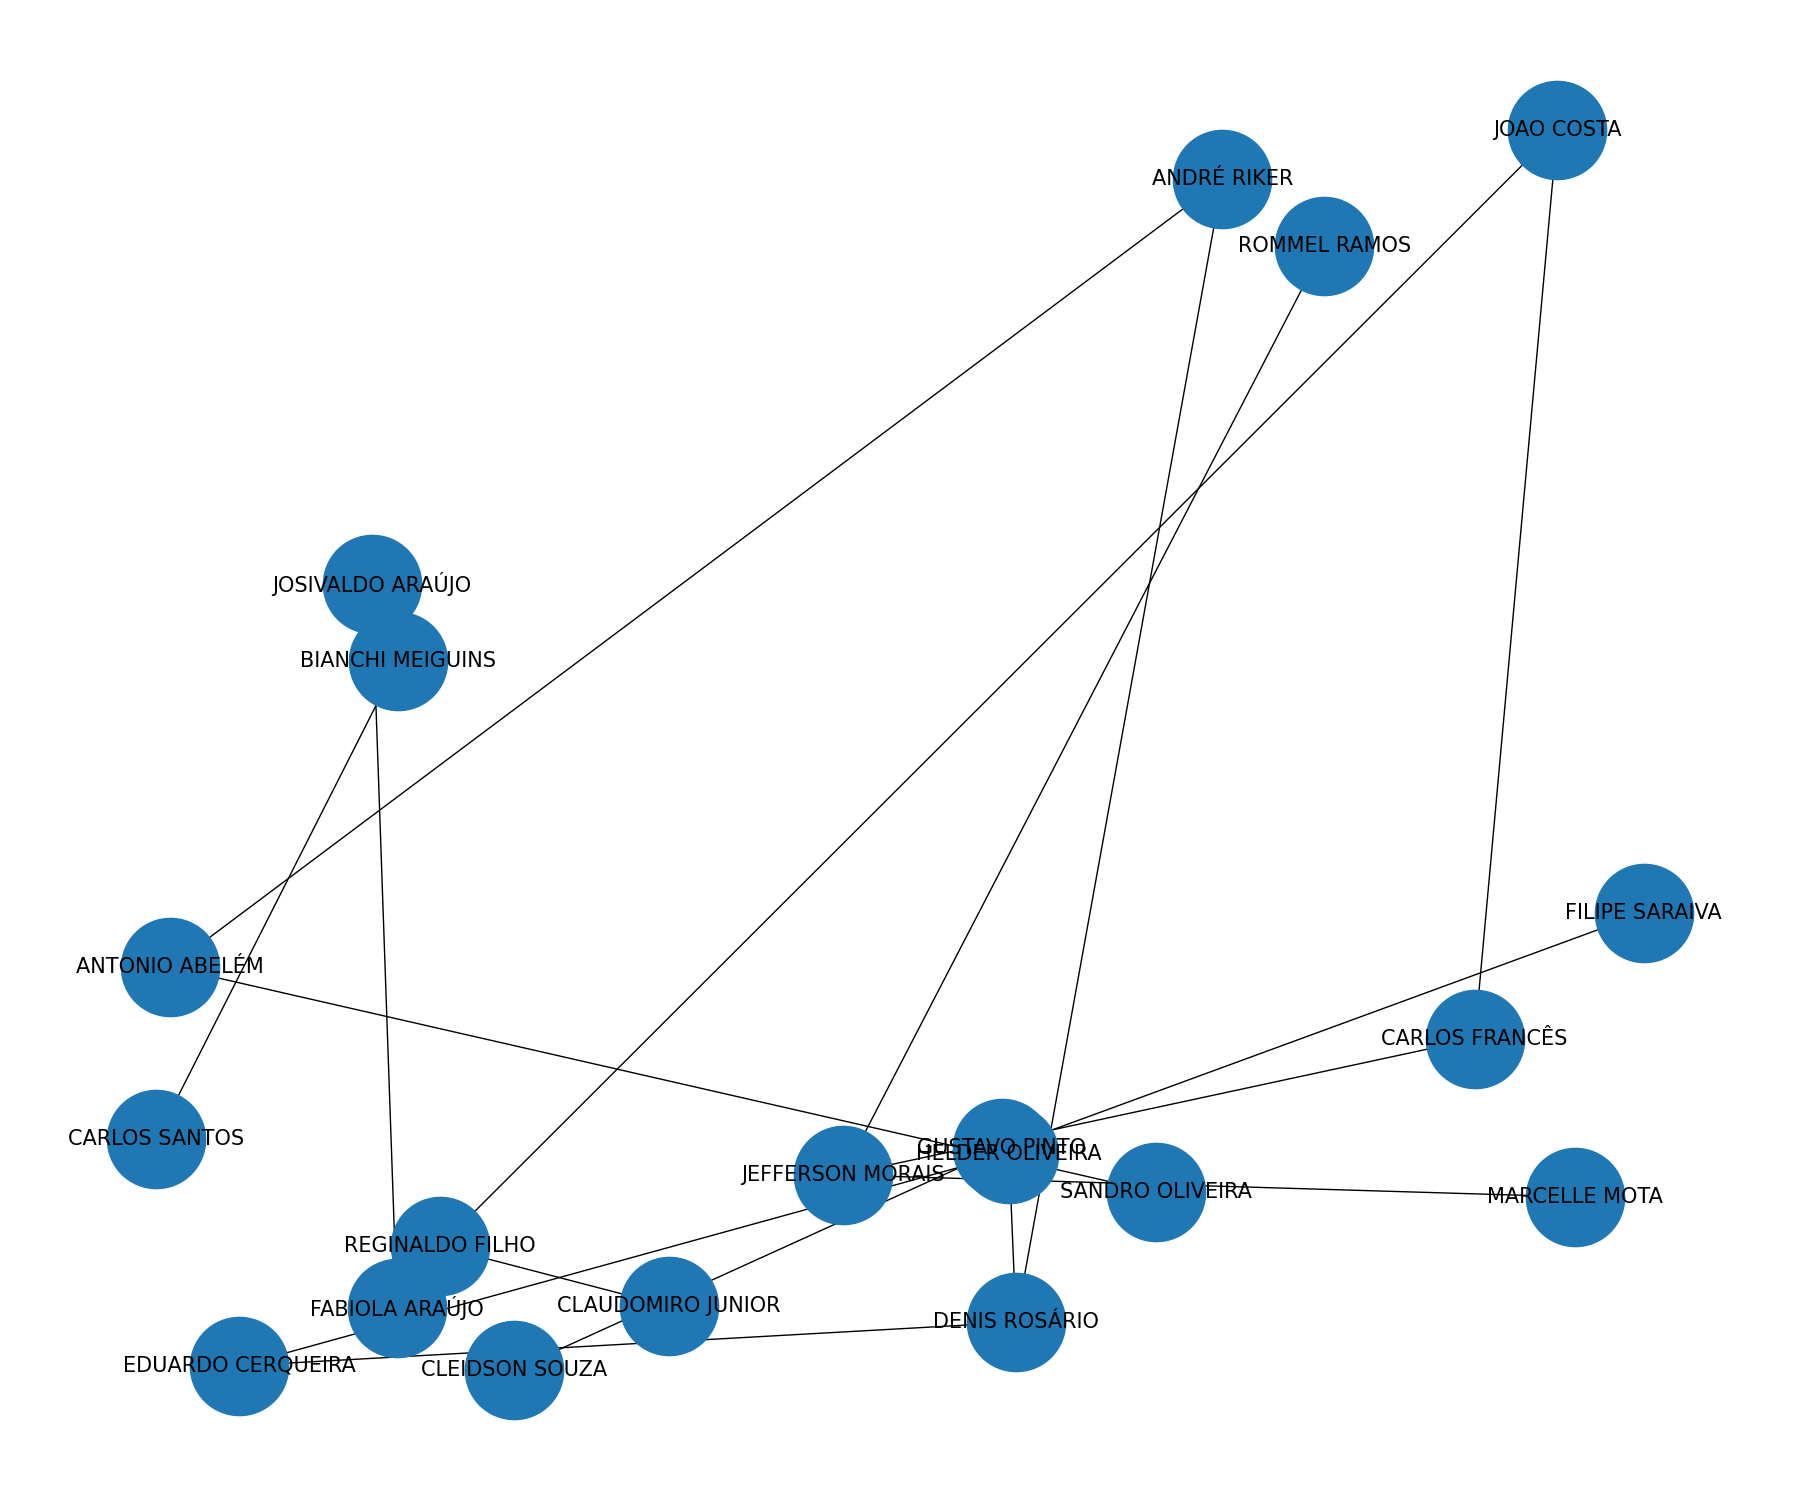 JOAO COSTA
ANDRÉ RIKER
ROMMEL RAMOS
JOSIVALDO ARAÚJO
BIANCHI MEIGUINS
FILIPE SARAIVA
ANTONIO ABELÉM
CARLOS FRANCÊS
CARLOS SANTOS
GUSTAVO PINTO
HELDER OLIVEIRA
JEFFERSON MORAIS
SANDRO OLIVEIRA
MARCELLE MOTA
REGINALDO FILHO
CLAUDOMIRO JUNIOR
FABIOLA ARAÚJO
DENIS ROSÁRIO
EDUARDO CERQUEIRA
CLEIDSON SOUZA